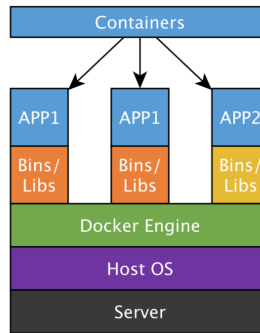 Containers
APP1
APP1
APP2
Bins/
Libs
Bins/
Libs
Bins/
Libs
Docker Engine
Host OS
Server